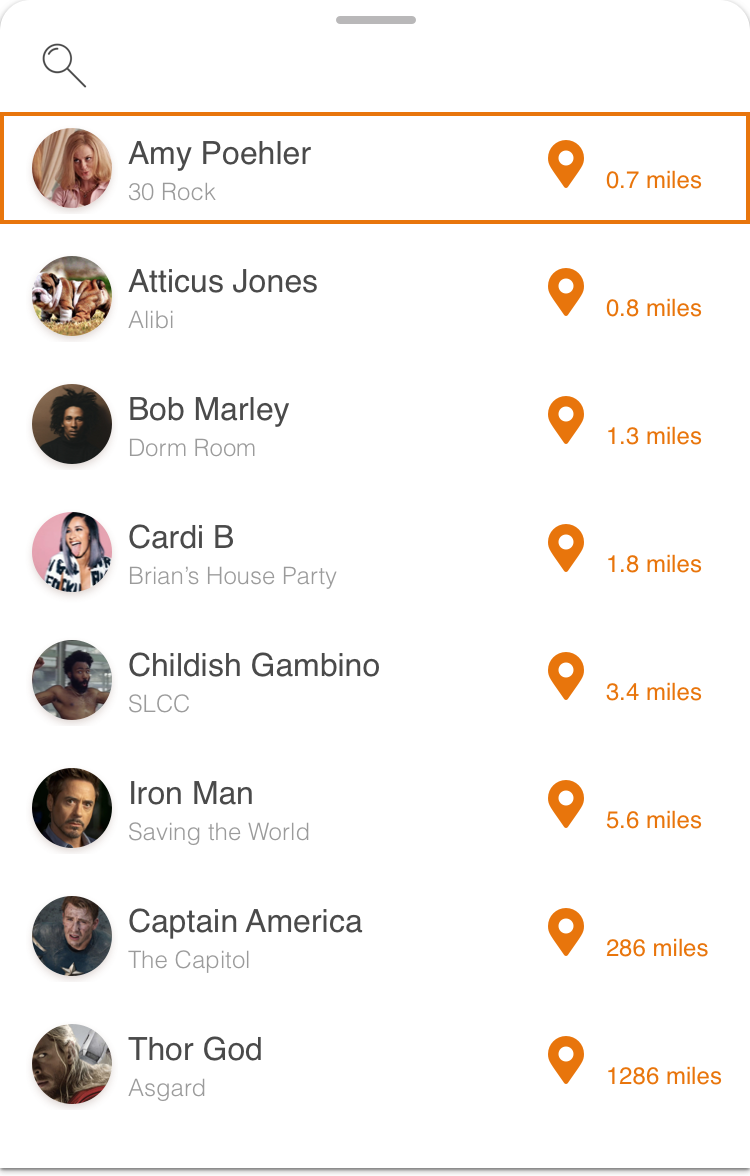 Amy Poehler
30 Rock
0.7 miles
Atticus Jones
Alibi
0.8 miles
Bob Marley
Dorm Room
1.3 miles
Cardi B
Brian’s House Party
1.8 miles
Childish Gambino
SLCC
3.4 miles
Iron Man
Saving the World
5.6 miles
Captain America
The Capitol
286 miles
Thor God
Asgard
1286 miles